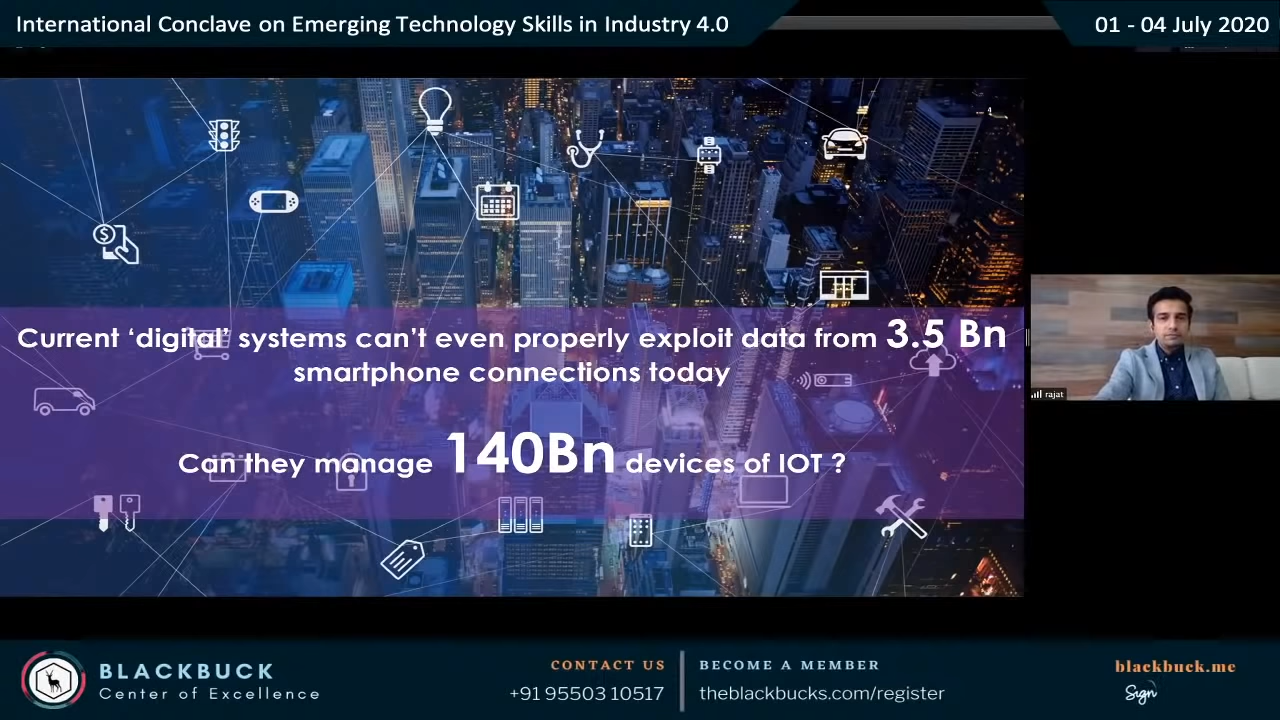 International Conclave on Emerging Technology Skills in Industry 4.0
01 - 04 July 2020
4
Current ‘digital’ systems can’t even properly exploit data from 3.5 Bn
smartphone connections today
Can they manage 140Bn devices of IOT ?
rajat
BLACKBUCK
Center of Excellence
CONTACT US
+91 95503 10517
BECOME A MEMBER
theblackbucks.com/register
blackbuck.me
Sign